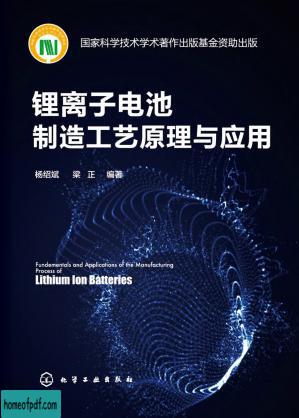 国家科学技术学术著作出版基金资助出版
锂离子电池
制造工艺原理与应用
杨绍斌 梁 正 编著
Fundementals and Applications of the Manufacturing
Process of
Lithium Ion Batteries
化学工业出版社
homeofpdf.com